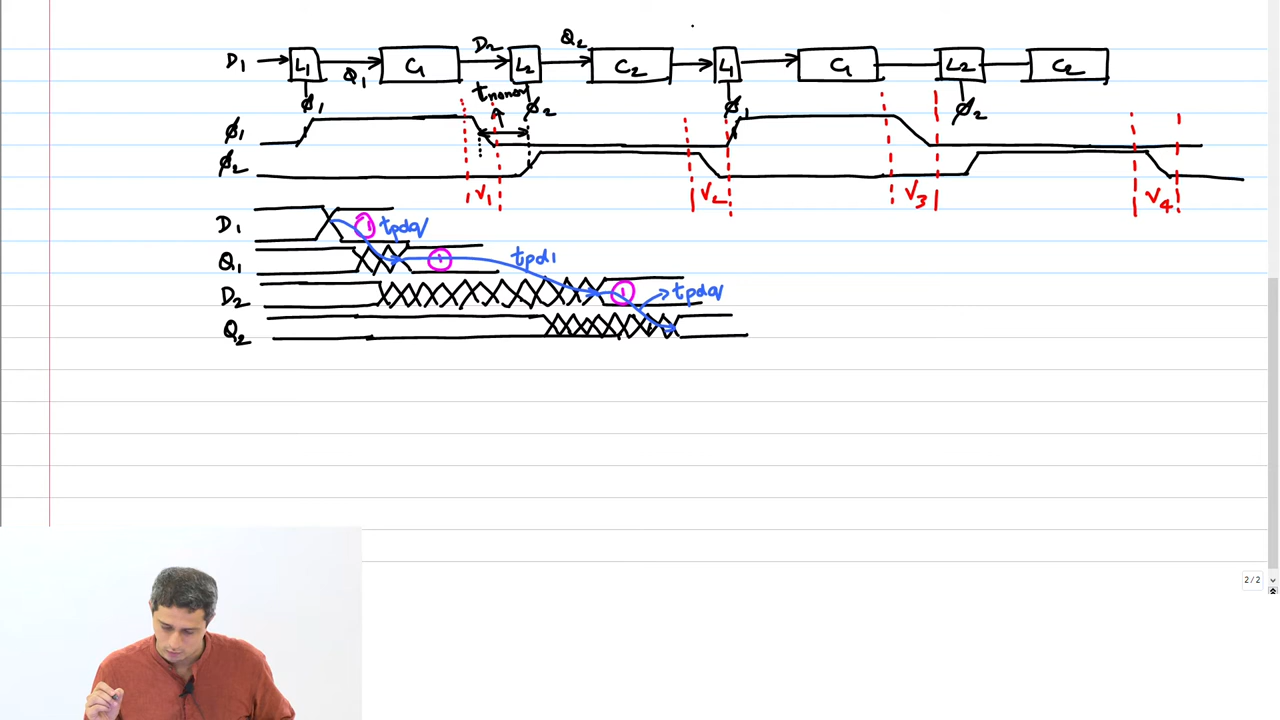 D1 L1 Q1 C1 D2 L2 Q2 C2 L1 C1 L2 C2
ϕ1 tnonov ϕ2 ϕ1 ϕ2
ϕ1
ϕ2
V1 V2 V3 V4
D1 1 tpdq
Q1 1 tpd1
D2 1 tpdq
Q2
2/2